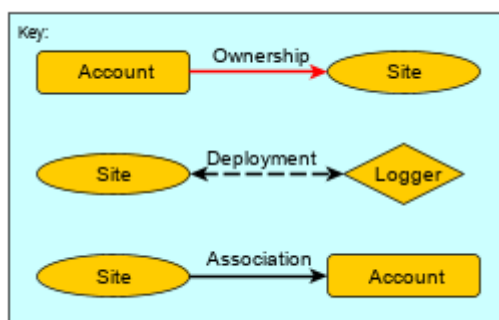 Key:
Account
Ownership
Site
Site
Deployment
Logger
Site
Association
Account